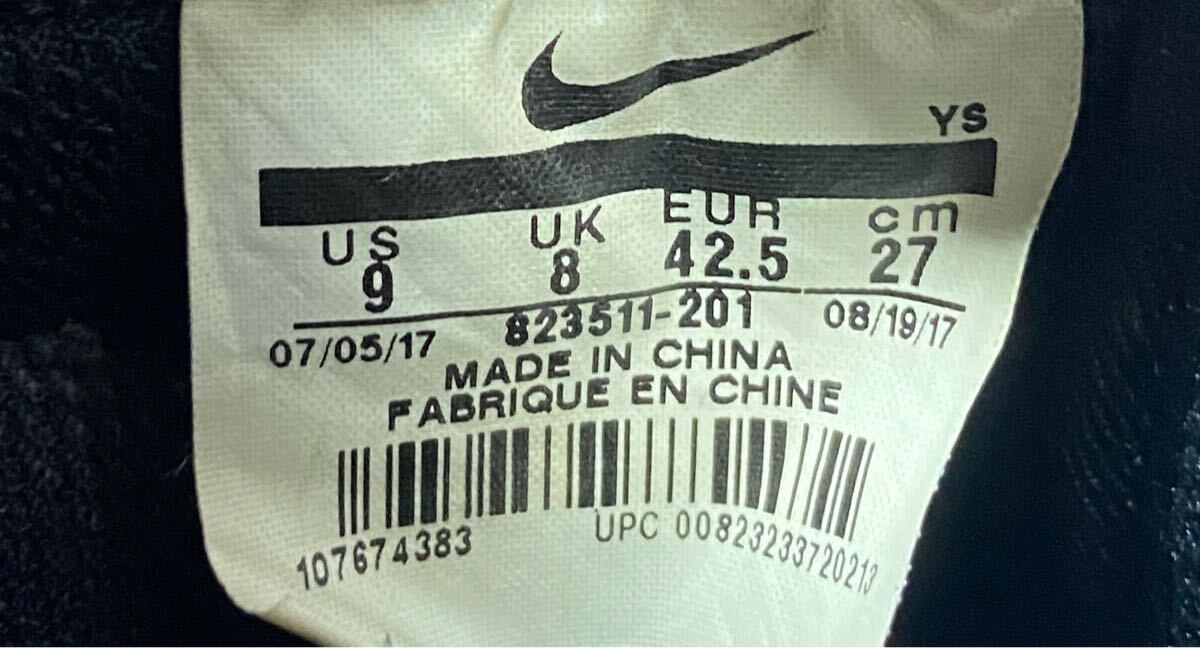 YS
US UK EUR cm
9 8 42.5 27
07/05/17 823511-201 08/19/17
MADE IN CHINA
FABRIQUE EN CHINE
107674383 UPC 00823233720213